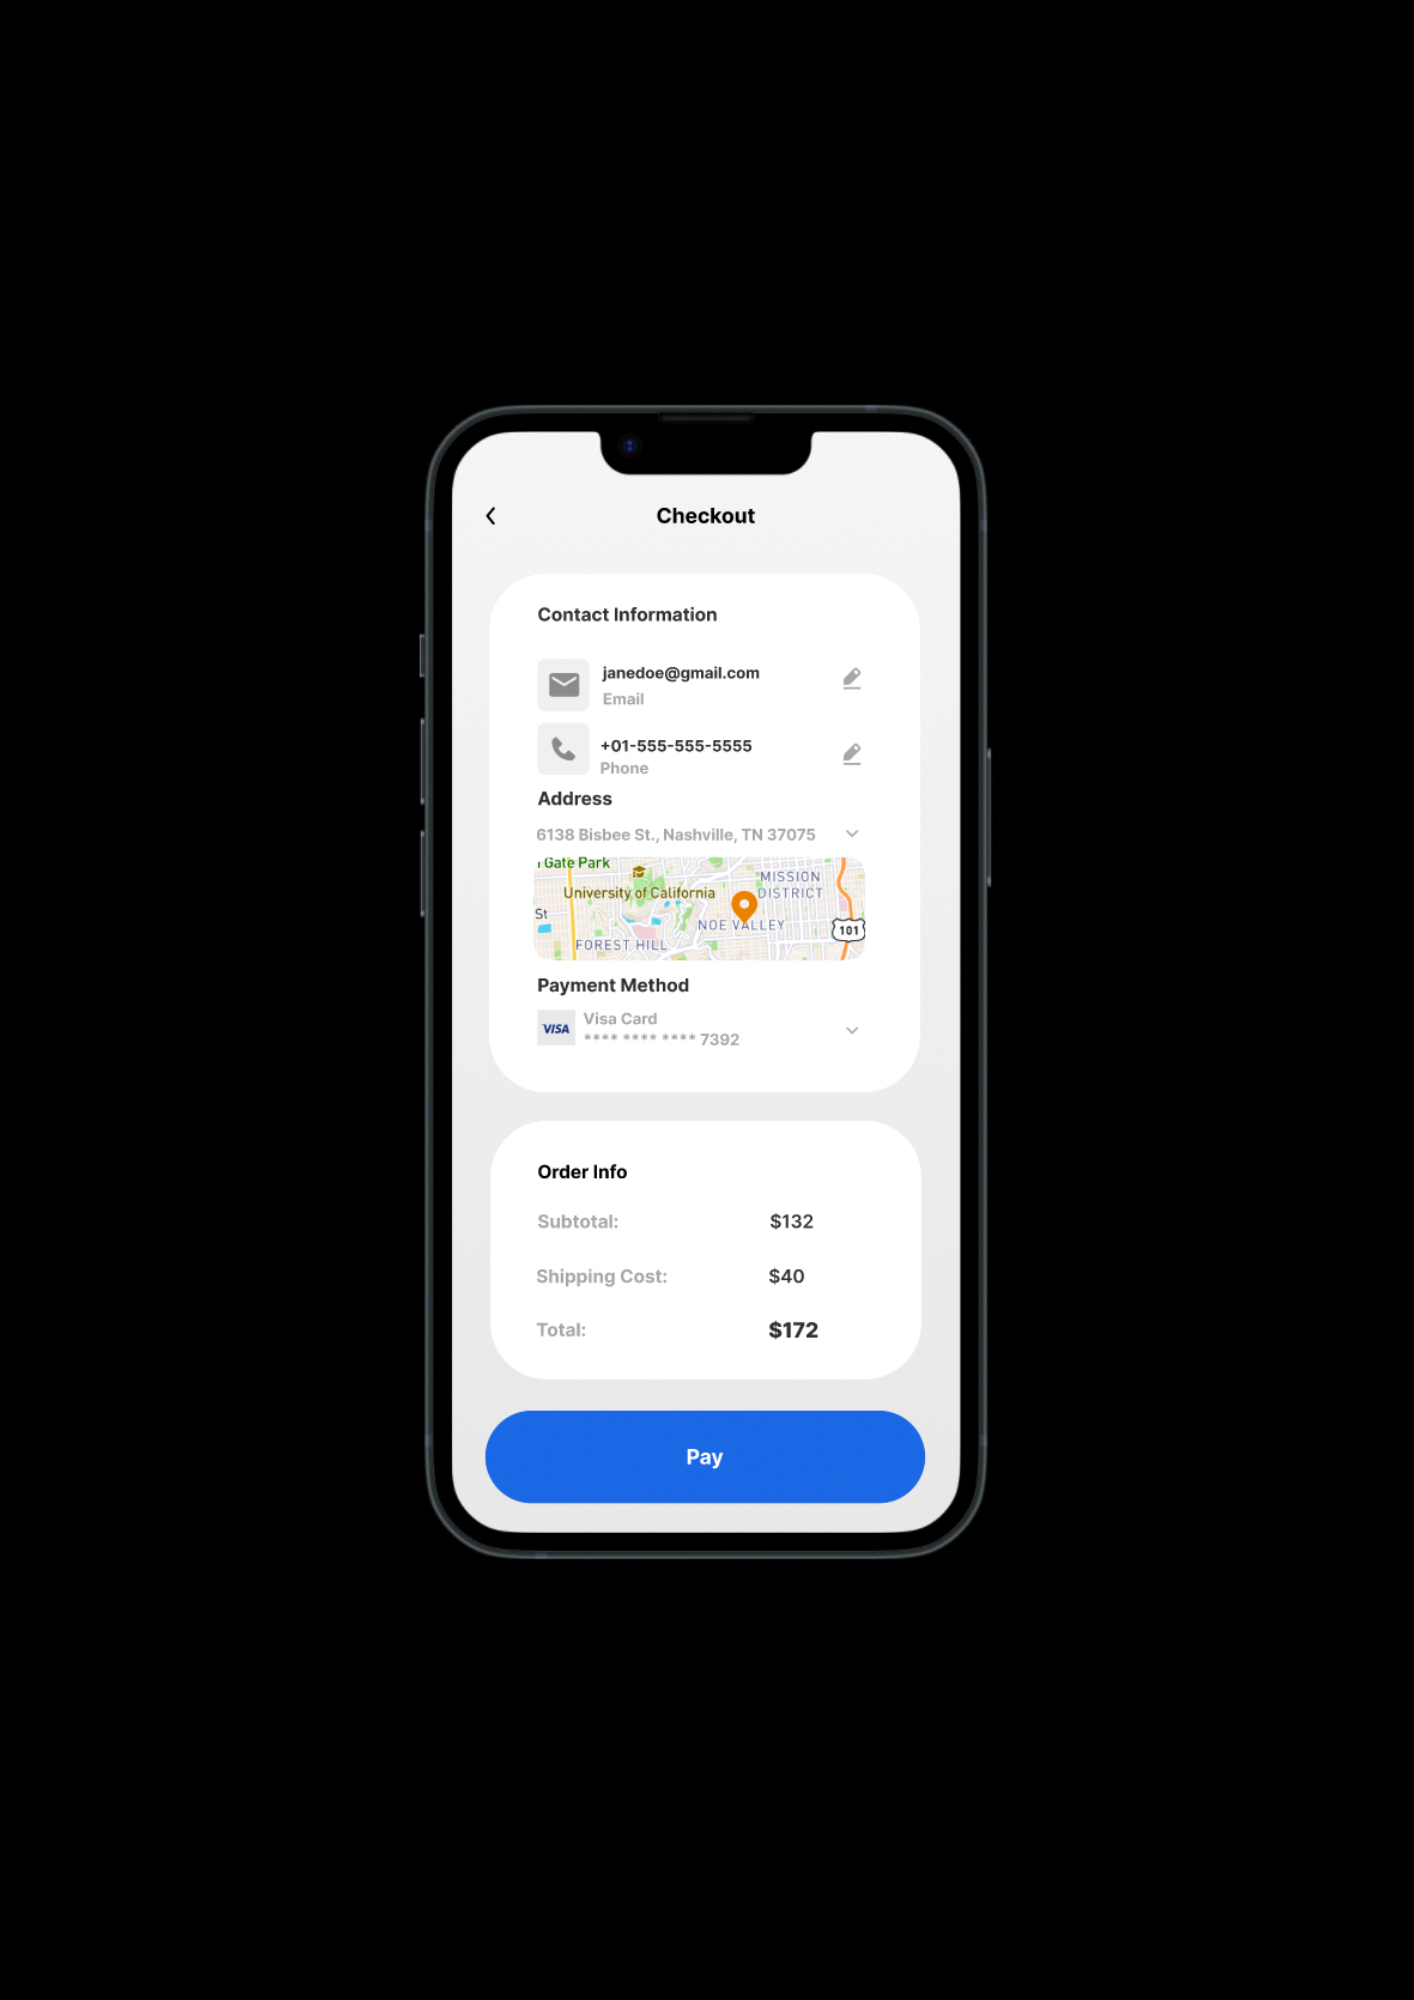 Checkout
Contact Information
janedoe@gmail.com
Email
+01-555-555-5555
Phone
Address
6138 Bisbee St., Nashville, TN 37075
Gate Park
University of California
MISSION
DISTRICT
St
NOE VALLEY
101
FOREST HILL
Payment Method
VISA
Visa Card
**** **** **** 7392
Order Info
Subtotal: $132
Shipping Cost: $40
Total: $172
Pay